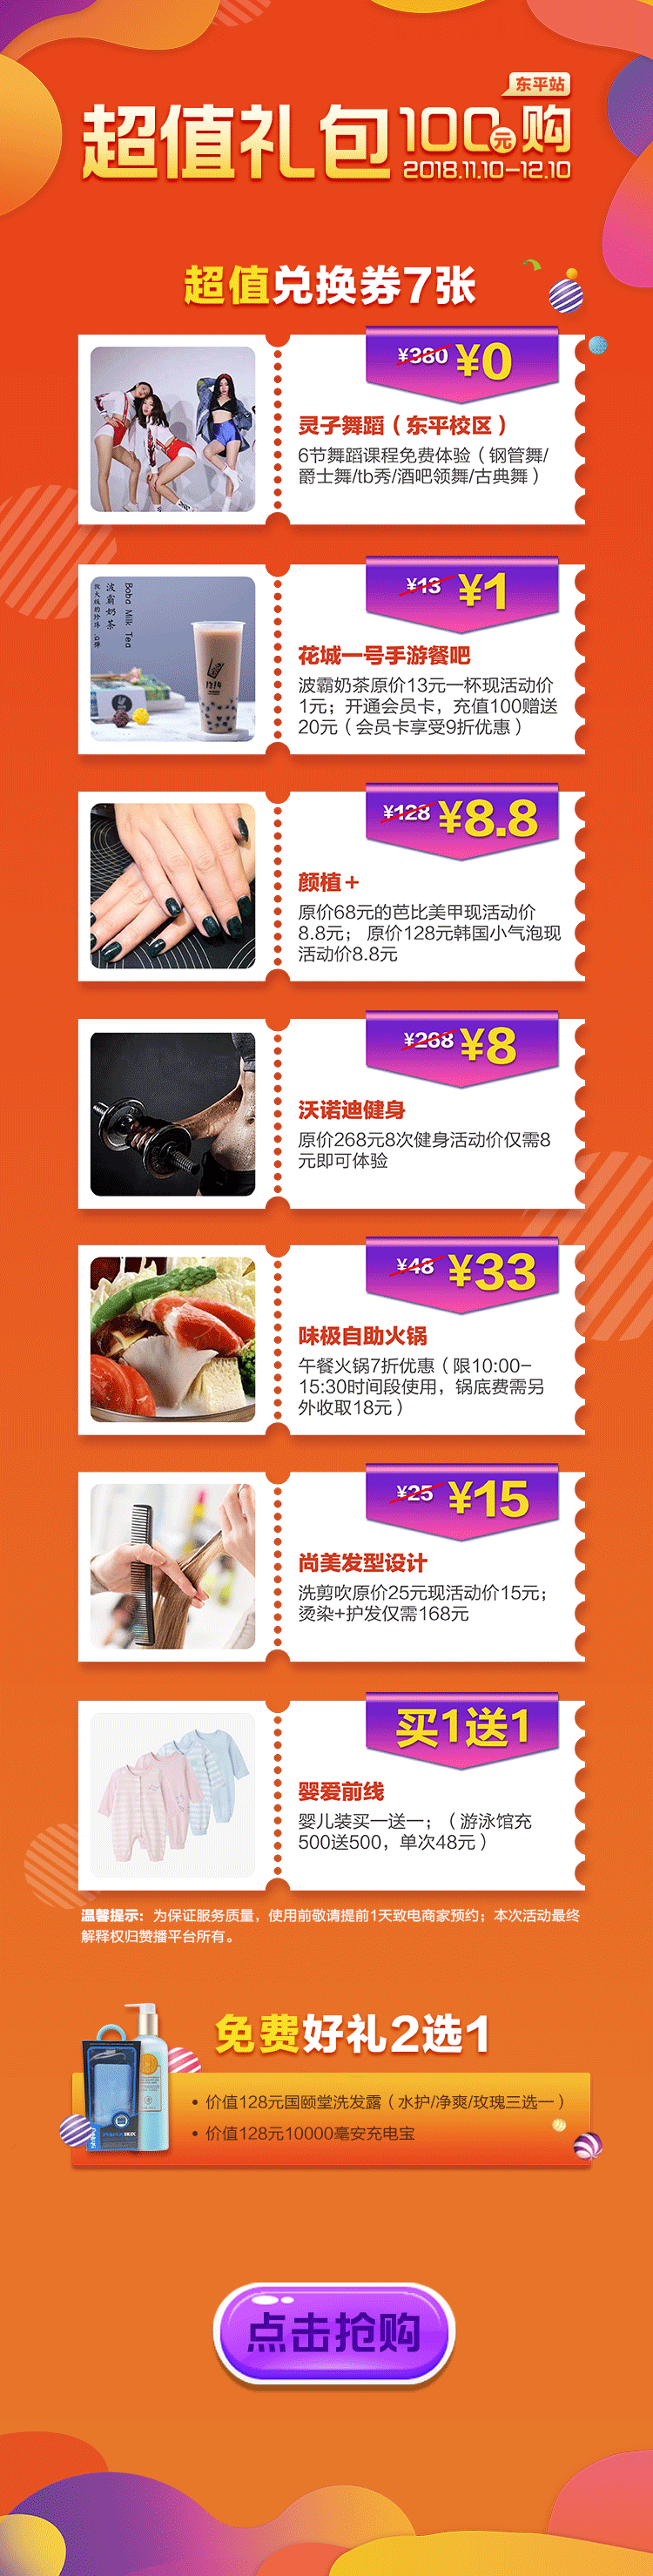 东平站
超值礼包100元购
2018.11.10-12.10
超值兑换券7张
¥380 ¥0
灵子舞蹈（东平校区）
6节舞蹈课程免费体验（钢管舞/
爵士舞/tb秀/酒吧领舞/古典舞）
Boba Milk Tea
波霸奶茶
¥13 ¥1
花城一号手游餐吧
波霸奶茶原价13元一杯现活动价
1元；开通会员卡，充值100赠送
20元（会员卡享受9折优惠）
¥128 ¥8.8
颜植＋
原价68元的芭比美甲现活动价
8.8元； 原价128元韩国小气泡现
活动价8.8元
¥268 ¥8
沃诺迪健身
原价268元8次健身活动价仅需8
元即可体验
¥48 ¥33
味极自助火锅
午餐火锅7折优惠（限10:00-
15:30时间段使用，锅底费需另
外收取18元）
¥25 ¥15
尚美发型设计
洗剪吹原价25元现活动价15元；
烫染+护发仅需168元
买1送1
婴爱前线
婴儿装买一送一；（游泳馆充
500送500，单次48元）
温馨提示：为保证服务质量，使用前敬请提前1天致电商家预约；本次活动最终
解释权归赞播平台所有。
免费好礼2选1
• 价值128元国颐堂洗发露（水护/净爽/玫瑰三选一）
• 价值128元10000毫安充电宝
点击抢购